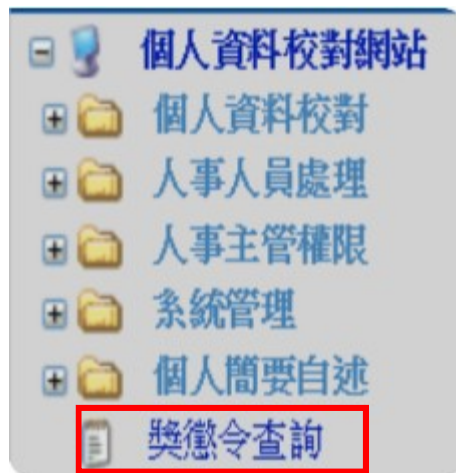 個人資料校對網站
個人資料校對
人事人員處理
人事主管權限
系統管理
個人簡要自述
獎懲令查詢